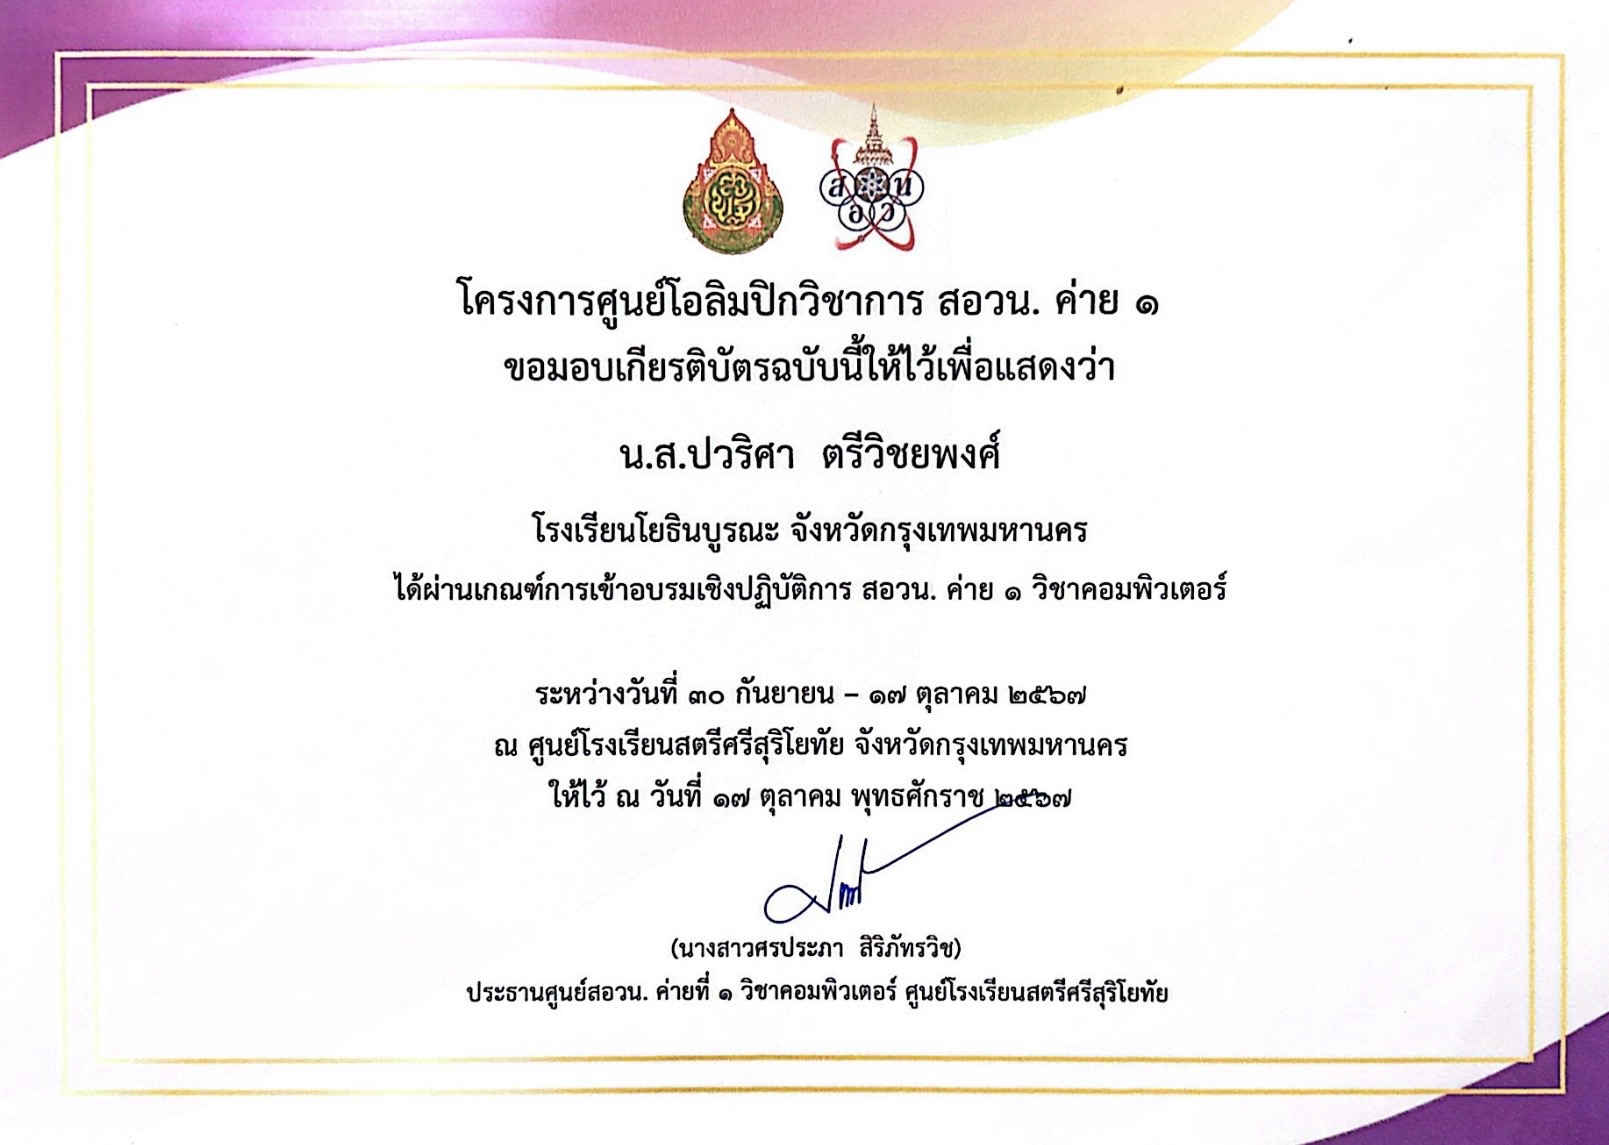 สอวน
โครงการศูนย์โอลิมปิกวิชาการ สอวน. ค่าย ๑
ขอมอบเกียรติบัตรฉบับนี้ให้ไว้เพื่อแสดงว่า
น.ส.ปวริศา ตรีวิชยพงศ์
โรงเรียนโยธินบูรณะ จังหวัดกรุงเทพมหานคร
ได้ผ่านเกณฑ์การเข้าอบรมเชิงปฏิบัติการ สอวน. ค่าย ๑ วิชาคอมพิวเตอร์
ระหว่างวันที่ ๓๐ กันยายน – ๑๗ ตุลาคม ๒๕๖๗
ณ ศูนย์โรงเรียนสตรีศรีสุริโยทัย จังหวัดกรุงเทพมหานคร
ให้ไว้ ณ วันที่ ๑๗ ตุลาคม พุทธศักราช ๒๕๖๗
(นางสาวศรประภา สิริภัทรวิช)
ประธานศูนย์สอวน. ค่ายที่ ๑ วิชาคอมพิวเตอร์ ศูนย์โรงเรียนสตรีศรีสุริโยทัย